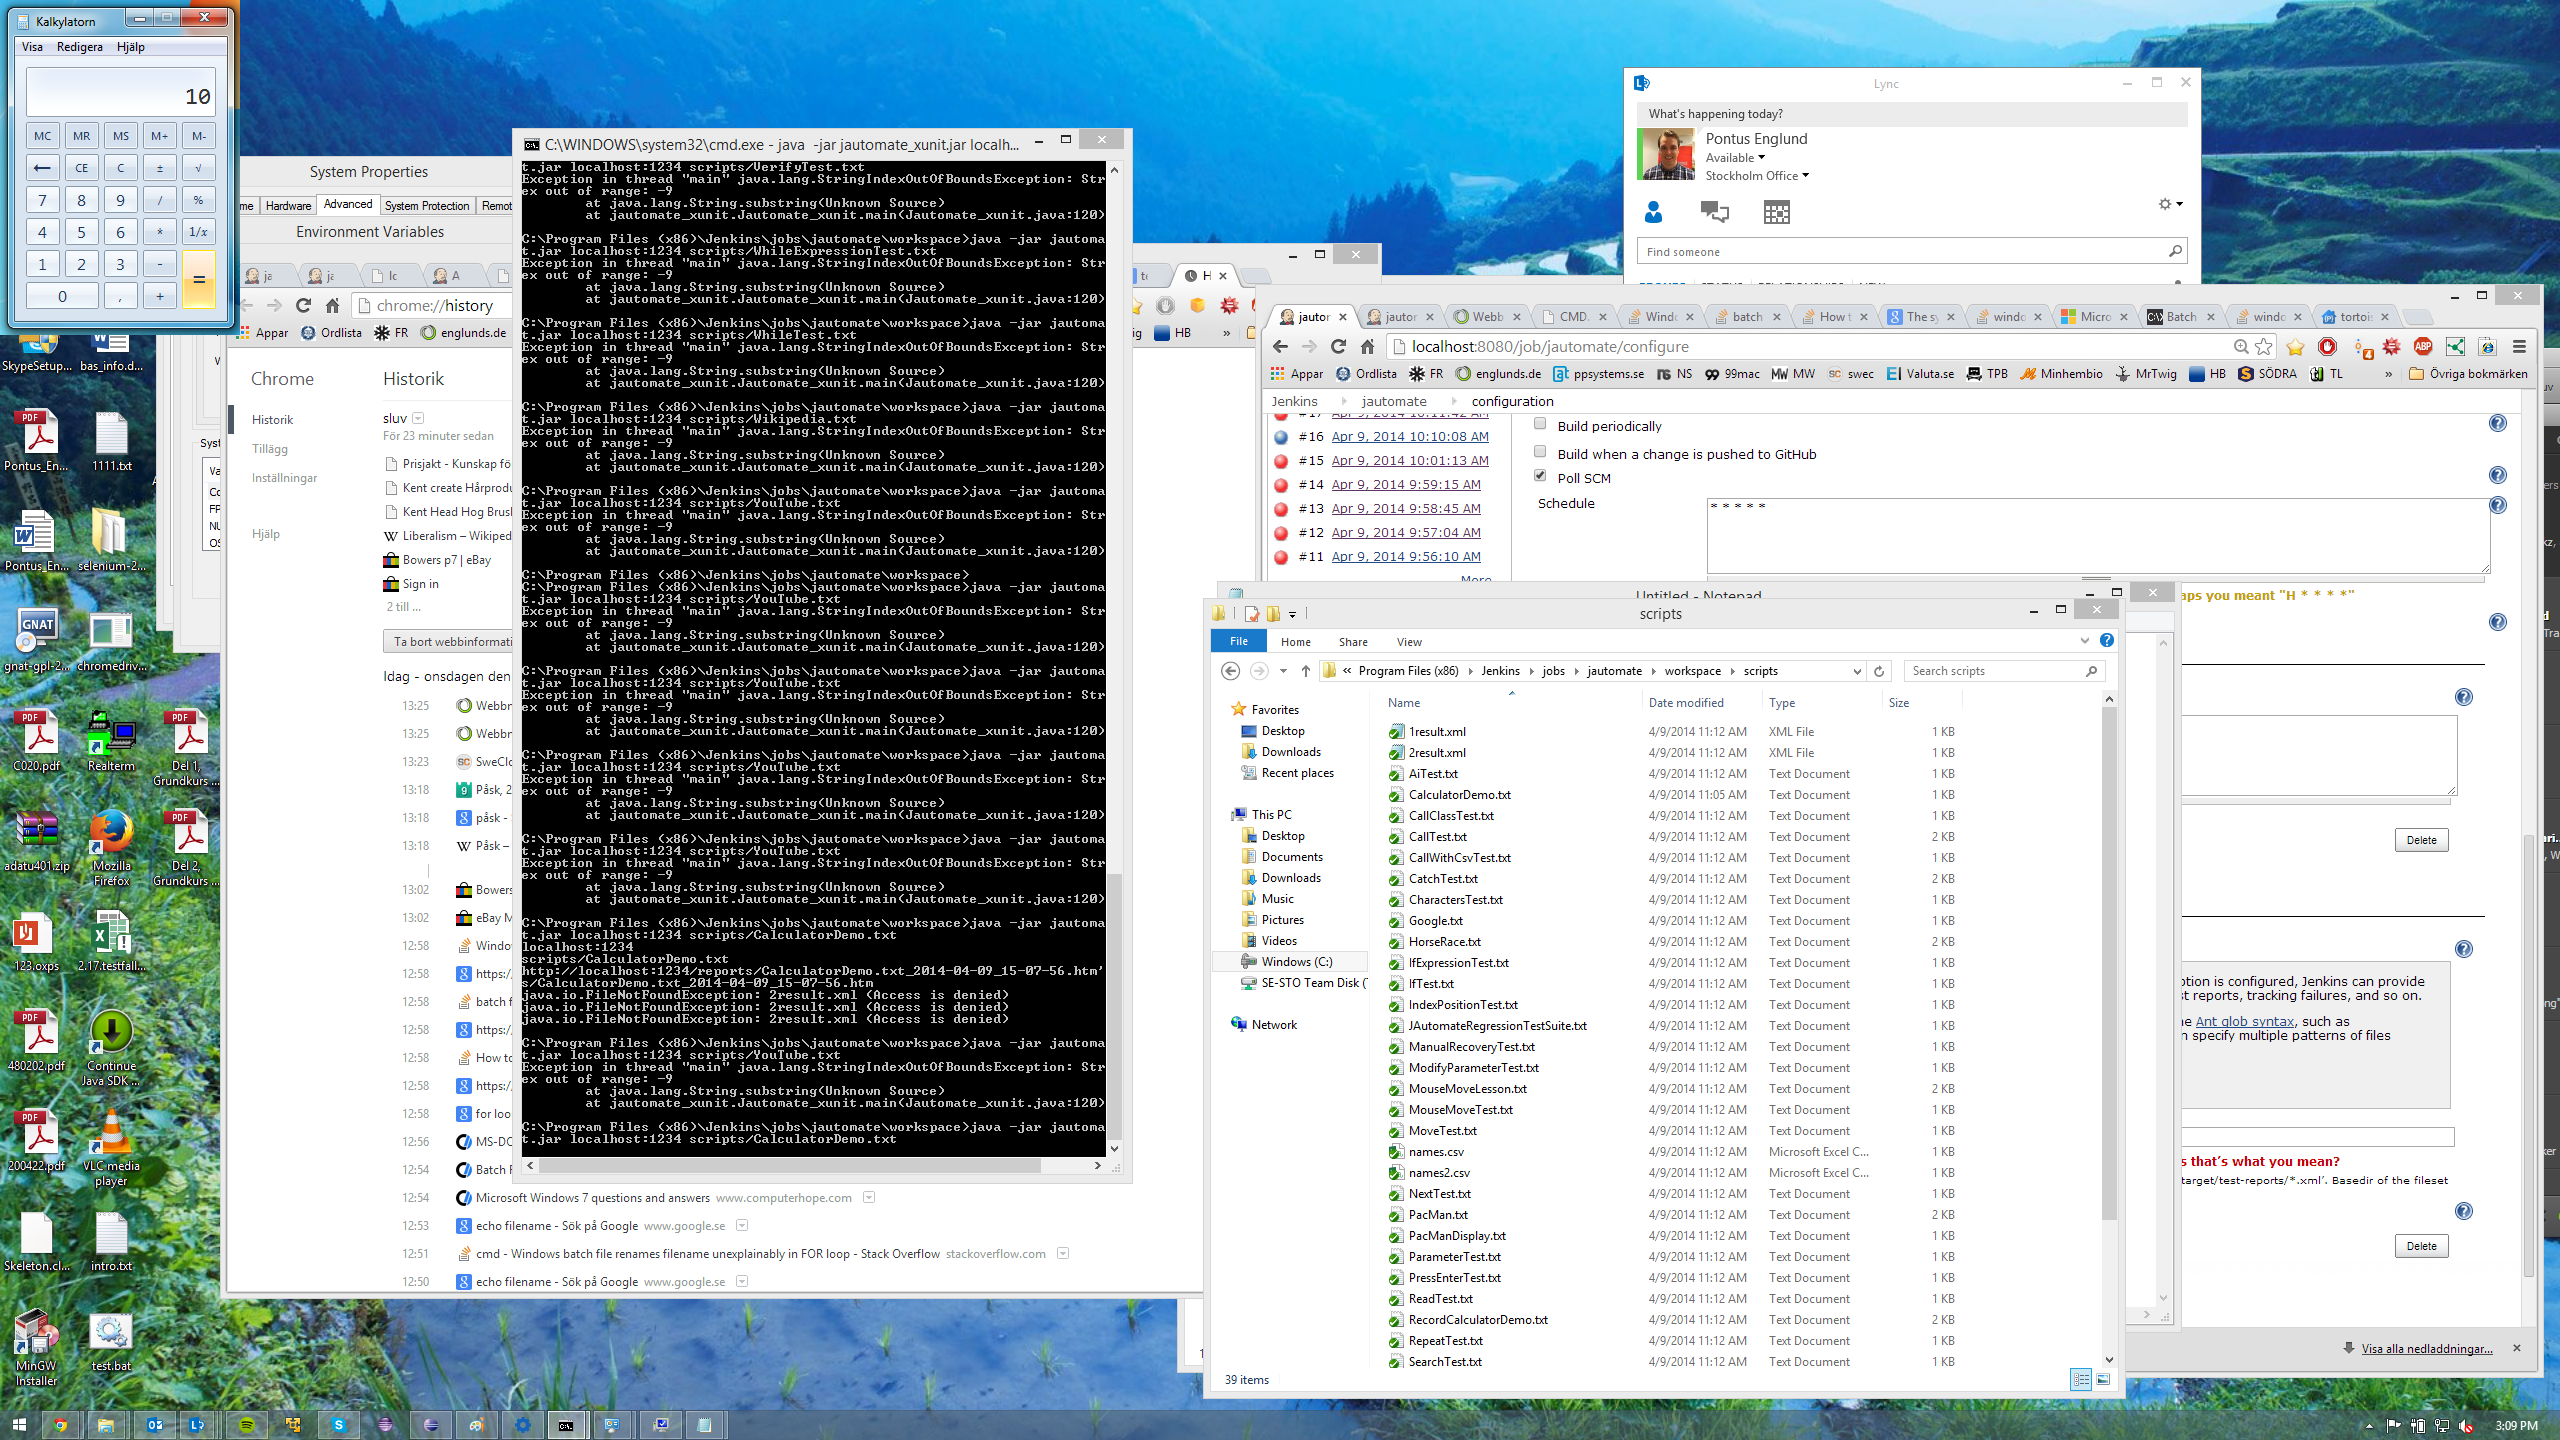 Kalkylatorn
Visa Redigera Hjälp
10
MC MR MS M+ M-
← CE C ± √
7 8 9 / %
4 5 6 * 1/x
1 2 3 - =
0 , +
System Properties
Hardware Advanced System Protection Remot
Environment Variables
chrome://history
Appar Ordlista FR englunds.de
Chrome
Historik
Tillägg
Inställningar
Hjälp
Historik
sluv
För 23 minuter sedan
Prisjakt - Kunskap fö
Kent create Hårprodu
Kent Head Hog Brush
Liberalism – Wikiped
Bowers p7 | eBay
Sign in
2 till ...
Ta bort webbinformati
Idag - onsdagen den
13:25 Webbr
13:25 Webbr
13:23 SweClo
13:18 Påsk, 2
13:18 påsk -
13:18 Påsk –
13:02 Bowers
13:02 eBay M
12:58 Window
12:58 https:/
12:58 batch f
12:58 https:/
12:58 How to
12:58 https:/
12:58 for loo
12:56 MS-DO
12:54 Batch F
12:54 Microsoft Windows 7 questions and answers www.computerhope.com
12:53 echo filename - Sök på Google www.google.se
12:51 cmd - Windows batch file renames filename unexplainably in FOR loop - Stack Overflow stackoverflow.com
12:50 echo filename - Sök på Google www.google.se
C:\WINDOWS\system32\cmd.exe - java -jar jautomate_xunit.jar localh...
t.jar localhost:1234 scripts/VerifyTest.txt
Exception in thread "main" java.lang.StringIndexOutOfBoundsException: Str
ex out of range: -9
at java.lang.String.substring(Unknown Source)
at jautomate_xunit.Jautomate_xunit.main(Jautomate_xunit.java:120)
C:\Program Files (x86)\Jenkins\jobs\jautomate\workspace>java -jar jautoma
t.jar localhost:1234 scripts/WhileExpressionTest.txt
Exception in thread "main" java.lang.StringIndexOutOfBoundsException: Str
ex out of range: -9
at java.lang.String.substring(Unknown Source)
at jautomate_xunit.Jautomate_xunit.main(Jautomate_xunit.java:120)
C:\Program Files (x86)\Jenkins\jobs\jautomate\workspace>java -jar jautoma
t.jar localhost:1234 scripts/WhileTest.txt
Exception in thread "main" java.lang.StringIndexOutOfBoundsException: Str
ex out of range: -9
at java.lang.String.substring(Unknown Source)
at jautomate_xunit.Jautomate_xunit.main(Jautomate_xunit.java:120)
C:\Program Files (x86)\Jenkins\jobs\jautomate\workspace>java -jar jautoma
t.jar localhost:1234 scripts/Wikipedia.txt
Exception in thread "main" java.lang.StringIndexOutOfBoundsException: Str
ex out of range: -9
at java.lang.String.substring(Unknown Source)
at jautomate_xunit.Jautomate_xunit.main(Jautomate_xunit.java:120)
C:\Program Files (x86)\Jenkins\jobs\jautomate\workspace>java -jar jautoma
t.jar localhost:1234 scripts/YouTube.txt
Exception in thread "main" java.lang.StringIndexOutOfBoundsException: Str
ex out of range: -9
at java.lang.String.substring(Unknown Source)
at jautomate_xunit.Jautomate_xunit.main(Jautomate_xunit.java:120)
C:\Program Files (x86)\Jenkins\jobs\jautomate\workspace>
C:\Program Files (x86)\Jenkins\jobs\jautomate\workspace>java -jar jautoma
t.jar localhost:1234 scripts/YouTube.txt
Exception in thread "main" java.lang.StringIndexOutOfBoundsException: Str
ex out of range: -9
at java.lang.String.substring(Unknown Source)
at jautomate_xunit.Jautomate_xunit.main(Jautomate_xunit.java:120)
C:\Program Files (x86)\Jenkins\jobs\jautomate\workspace>java -jar jautoma
t.jar localhost:1234 scripts/YouTube.txt
Exception in thread "main" java.lang.StringIndexOutOfBoundsException: Str
ex out of range: -9
at java.lang.String.substring(Unknown Source)
at jautomate_xunit.Jautomate_xunit.main(Jautomate_xunit.java:120)
C:\Program Files (x86)\Jenkins\jobs\jautomate\workspace>java -jar jautoma
t.jar localhost:1234 scripts/YouTube.txt
Exception in thread "main" java.lang.StringIndexOutOfBoundsException: Str
ex out of range: -9
at java.lang.String.substring(Unknown Source)
at jautomate_xunit.Jautomate_xunit.main(Jautomate_xunit.java:120)
C:\Program Files (x86)\Jenkins\jobs\jautomate\workspace>java -jar jautoma
t.jar localhost:1234 scripts/YouTube.txt
Exception in thread "main" java.lang.StringIndexOutOfBoundsException: Str
ex out of range: -9
at java.lang.String.substring(Unknown Source)
at jautomate_xunit.Jautomate_xunit.main(Jautomate_xunit.java:120)
C:\Program Files (x86)\Jenkins\jobs\jautomate\workspace>java -jar jautoma
t.jar localhost:1234 scripts/CalculatorDemo.txt
localhost:1234
scripts/CalculatorDemo.txt
http://localhost:1234/reports/CalculatorDemo.txt_2014-04-09_15-07-56.htm'
s/CalculatorDemo.txt_2014-04-09_15-07-56.htm
java.io.FileNotFoundException: 2result.xml (Access is denied)
java.io.FileNotFoundException: 2result.xml (Access is denied)
java.io.FileNotFoundException: 2result.xml (Access is denied)
C:\Program Files (x86)\Jenkins\jobs\jautomate\workspace>java -jar jautoma
t.jar localhost:1234 scripts/YouTube.txt
Exception in thread "main" java.lang.StringIndexOutOfBoundsException: Str
ex out of range: -9
at java.lang.String.substring(Unknown Source)
at jautomate_xunit.Jautomate_xunit.main(Jautomate_xunit.java:120)
C:\Program Files (x86)\Jenkins\jobs\jautomate\workspace>java -jar jautoma
t.jar localhost:1234 scripts/CalculatorDemo.txt
HB »
Lync
What's happening today?
Pontus Englund
Available
Stockholm Office
Find someone
jautor jautor Webb CMD. Windo batch How t The sy windo Micro Batch windo tortois
localhost:8080/job/jautomate/configure
Appar Ordlista FR englunds.de ppsystems.se NS 99mac MW swec Valuta.se TPB Minhembio MrTwig HB SÖDRA TL » Övriga bokmärken
Jenkins jautomate configuration
#17 Apr 9, 2014 10:11:42 AM
#16 Apr 9, 2014 10:10:08 AM
#15 Apr 9, 2014 10:01:13 AM
#14 Apr 9, 2014 9:59:15 AM
#13 Apr 9, 2014 9:58:45 AM
#12 Apr 9, 2014 9:57:04 AM
#11 Apr 9, 2014 9:56:10 AM
More
Build periodically
Build when a change is pushed to GitHub
Poll SCM
Schedule
* * * * *
aps you meant "H * * * *"
Delete
ption is configured, Jenkins can provide
st reports, tracking failures, and so on.
he Ant glob syntax, such as
n specify multiple patterns of files
s that's what you mean?
target/test-reports/*.xml'. Basedir of the fileset
Delete
Visa alla nedladdningar...
Untitled - Notepad
scripts
File Home Share View
« Program Files (x86) Jenkins jobs jautomate workspace scripts
Search scripts
Favorites
Desktop
Downloads
Recent places
This PC
Desktop
Documents
Downloads
Music
Pictures
Videos
Windows (C:)
SE-STO Team Disk (
Network
Name Date modified Type Size
1result.xml 4/9/2014 11:12 AM XML File 1 KB
2result.xml 4/9/2014 11:12 AM XML File 1 KB
AiTest.txt 4/9/2014 11:12 AM Text Document 1 KB
CalculatorDemo.txt 4/9/2014 11:05 AM Text Document 1 KB
CallClassTest.txt 4/9/2014 11:12 AM Text Document 1 KB
CallTest.txt 4/9/2014 11:12 AM Text Document 2 KB
CallWithCsvTest.txt 4/9/2014 11:12 AM Text Document 1 KB
CatchTest.txt 4/9/2014 11:12 AM Text Document 2 KB
CharactersTest.txt 4/9/2014 11:12 AM Text Document 1 KB
Google.txt 4/9/2014 11:12 AM Text Document 1 KB
HorseRace.txt 4/9/2014 11:12 AM Text Document 2 KB
IfExpressionTest.txt 4/9/2014 11:12 AM Text Document 1 KB
IfTest.txt 4/9/2014 11:12 AM Text Document 1 KB
IndexPositionTest.txt 4/9/2014 11:12 AM Text Document 1 KB
JAutomateRegressionTestSuite.txt 4/9/2014 11:12 AM Text Document 1 KB
ManualRecoveryTest.txt 4/9/2014 11:12 AM Text Document 1 KB
ModifyParameterTest.txt 4/9/2014 11:12 AM Text Document 1 KB
MouseMoveLesson.txt 4/9/2014 11:12 AM Text Document 2 KB
MouseMoveTest.txt 4/9/2014 11:12 AM Text Document 1 KB
MoveTest.txt 4/9/2014 11:12 AM Text Document 1 KB
names.csv 4/9/2014 11:12 AM Microsoft Excel C... 1 KB
names2.csv 4/9/2014 11:12 AM Microsoft Excel C... 1 KB
NextTest.txt 4/9/2014 11:12 AM Text Document 1 KB
PacMan.txt 4/9/2014 11:12 AM Text Document 2 KB
PacManDisplay.txt 4/9/2014 11:12 AM Text Document 1 KB
ParameterTest.txt 4/9/2014 11:12 AM Text Document 1 KB
PressEnterTest.txt 4/9/2014 11:12 AM Text Document 1 KB
ReadTest.txt 4/9/2014 11:12 AM Text Document 1 KB
RecordCalculatorDemo.txt 4/9/2014 11:12 AM Text Document 2 KB
RepeatTest.txt 4/9/2014 11:12 AM Text Document 1 KB
SearchTest.txt 4/9/2014 11:12 AM Text Document 1 KB
39 items
SkypeSetup... bas_info.d...
Pontus_En... 1111.txt
Pontus_En... selenium-2...
GNAT
gnat-gpl-2... chromedriv...
C020.pdf Realterm Del 1, Grundkurs ...
adatu401.zip Mozilla Firefox Del 2, Grundkurs ...
123.oxps 2.17.testfall...
480202.pdf Continue Java SDK ...
200422.pdf VLC media player
Skeleton.cl... intro.txt
MinGW Installer test.bat
3:09 PM